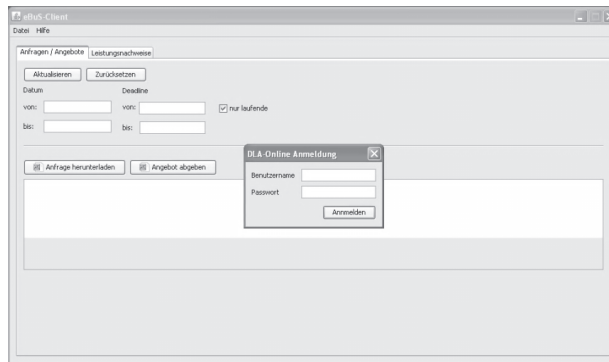 eBuS-Client
Datei Hilfe
Anfragen / Angebote Leistungsnachweise
Aktualisieren Zurücksetzen
Datum Deadline
von: von: nur laufende
bis: bis:
DLA-Online Anmeldung
Anfrage herunterladen Angebot abgeben
Benutzername
Passwort
Annmelden